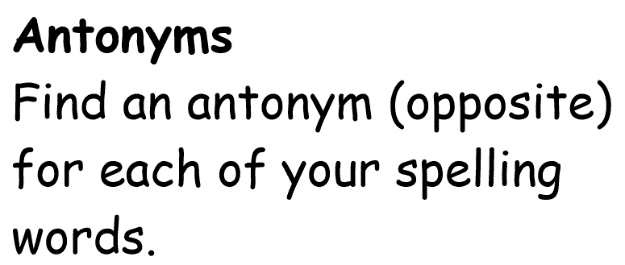 Antonyms
Find an antonym (opposite)
for each of your spelling
words.